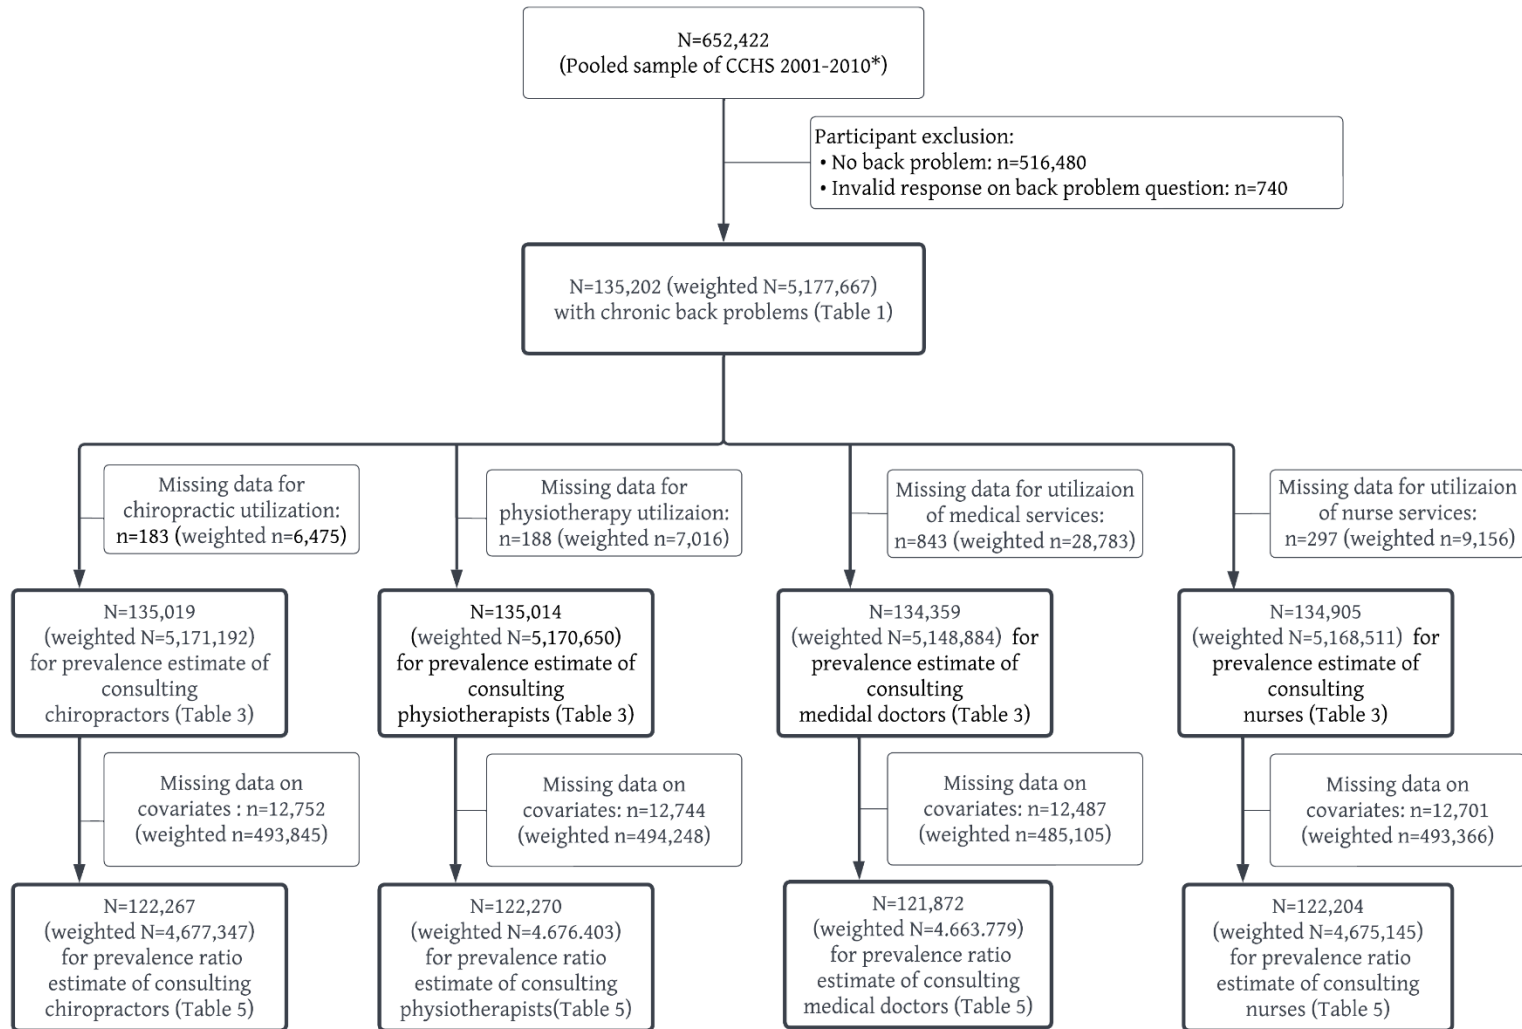 N=652,422
(Pooled sample of CCHS 2001-2010*)
Participant exclusion:
• No back problem: n=516,480
• Invalid response on back problem question: n=740
N=135,202 (weighted N=5,177,667)
with chronic back problems (Table 1)
Missing data for
chiropractic utilization:
n=183 (weighted n=6,475)
Missing data for
physiotherapy utilizaion:
n=188 (weighted n=7,016)
Missing data for utilizaion
of medical services:
n=843 (weighted n=28,783)
Missing data for utilizaion
of nurse services:
n=297 (weighted n=9,156)
N=135,019
(weighted N=5,171,192)
for prevalence estimate of
consulting
chiropractors (Table 3)
N=135,014
(weighted N=5,170,650)
for prevalence estimate of
consulting
physiotherapists (Table 3)
N=134,359
(weighted N=5,148,884) for
prevalence estimate of
consulting
medidal doctors (Table 3)
N=134,905
(weighted N=5,168,511) for
prevalence estimate of
consulting
nurses (Table 3)
Missing data on
covariates : n=12,752
(weighted n=493,845)
Missing data on
covariates: n=12,744
(weighted n=494,248)
Missing data on
covariates: n=12,487
(weighted n=485,105)
Missing data on
covariates: n=12,701
(weighted n=493,366)
N=122,267
(weighted N=4,677,347)
for prevalence ratio
estimate of consulting
chiropractors (Table 5)
N=122,270
(weighted N=4.676.403)
for prevalence ratio
estimate of consulting
physiotherapists(Table 5)
N=121,872
(weighted N=4.663.779)
for prevalence ratio
estimate of consulting
medical doctors (Table 5)
N=122,204
(weighted N=4,675,145)
for prevalence ratio
estimate of consulting
nurses (Table 5)